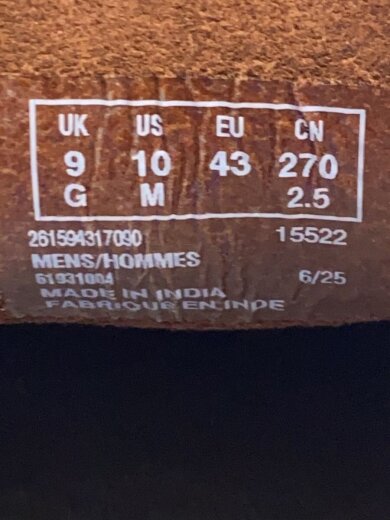 UK US EU CN
9 10 43 270
G M 2.5
261594317090 15522
MENS/HOMMES
61931004 6/25
MADE IN INDIA
FABRIQUE EN INDE